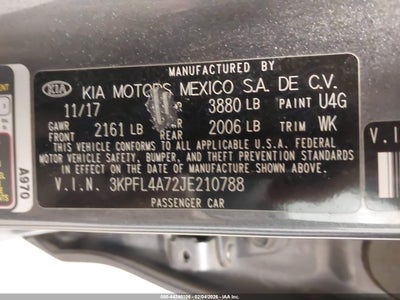 MANUFACTURED BY
KIA KIA MOTORS MEXICO S.A. DE C.V.
11/17 3880 LB PAINT U4G
GAWR FRONT 2161 LB REAR 2006 LB TRIM WK
THIS VEHICLE CONFORMS TO ALL APPLICABLE U.S. FEDERAL
MOTOR VEHICLE SAFETY, BUMPER, AND THEFT PREVENTION STANDARDS
IN EFFECT ON THE DATE OF MANUFACTURE SHOWN ABOVE.
V.I.N. 3KPFL4A72JE210788
PASSENGER CAR
A970
V.I.